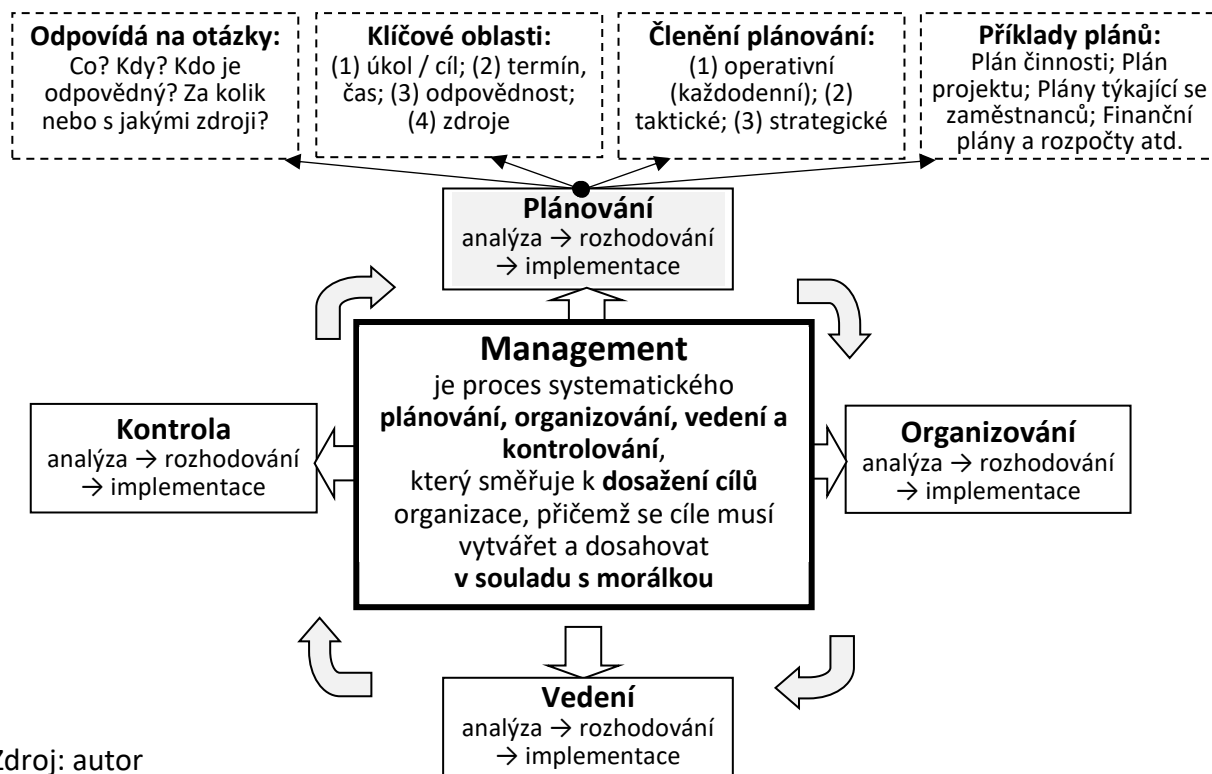 Odpovídá na otázky:
Co? Kdy? Kdo je
odpovědný? Za kolik
nebo s jakými zdroji?
Klíčové oblasti:
(1) úkol / cíl; (2) termín,
čas; (3) odpovědnost;
(4) zdroje
Členění plánování:
(1) operativní
(každodenní); (2)
taktické; (3) strategické
Příklady plánů:
Plán činnosti; Plán
projektu; Plány týkající se
zaměstnanců; Finanční
plány a rozpočty atd.
Plánování
analýza → rozhodování
→ implementace
Management
je proces systematického
plánování, organizování, vedení a
kontrolování,
který směřuje k dosažení cílů
organizace, přičemž se cíle musí
vytvářet a dosahovat
v souladu s morálkou
Kontrola
analýza → rozhodování
→ implementace
Organizování
analýza → rozhodování
→ implementace
Vedení
analýza → rozhodování
→ implementace
Zdroj: autor